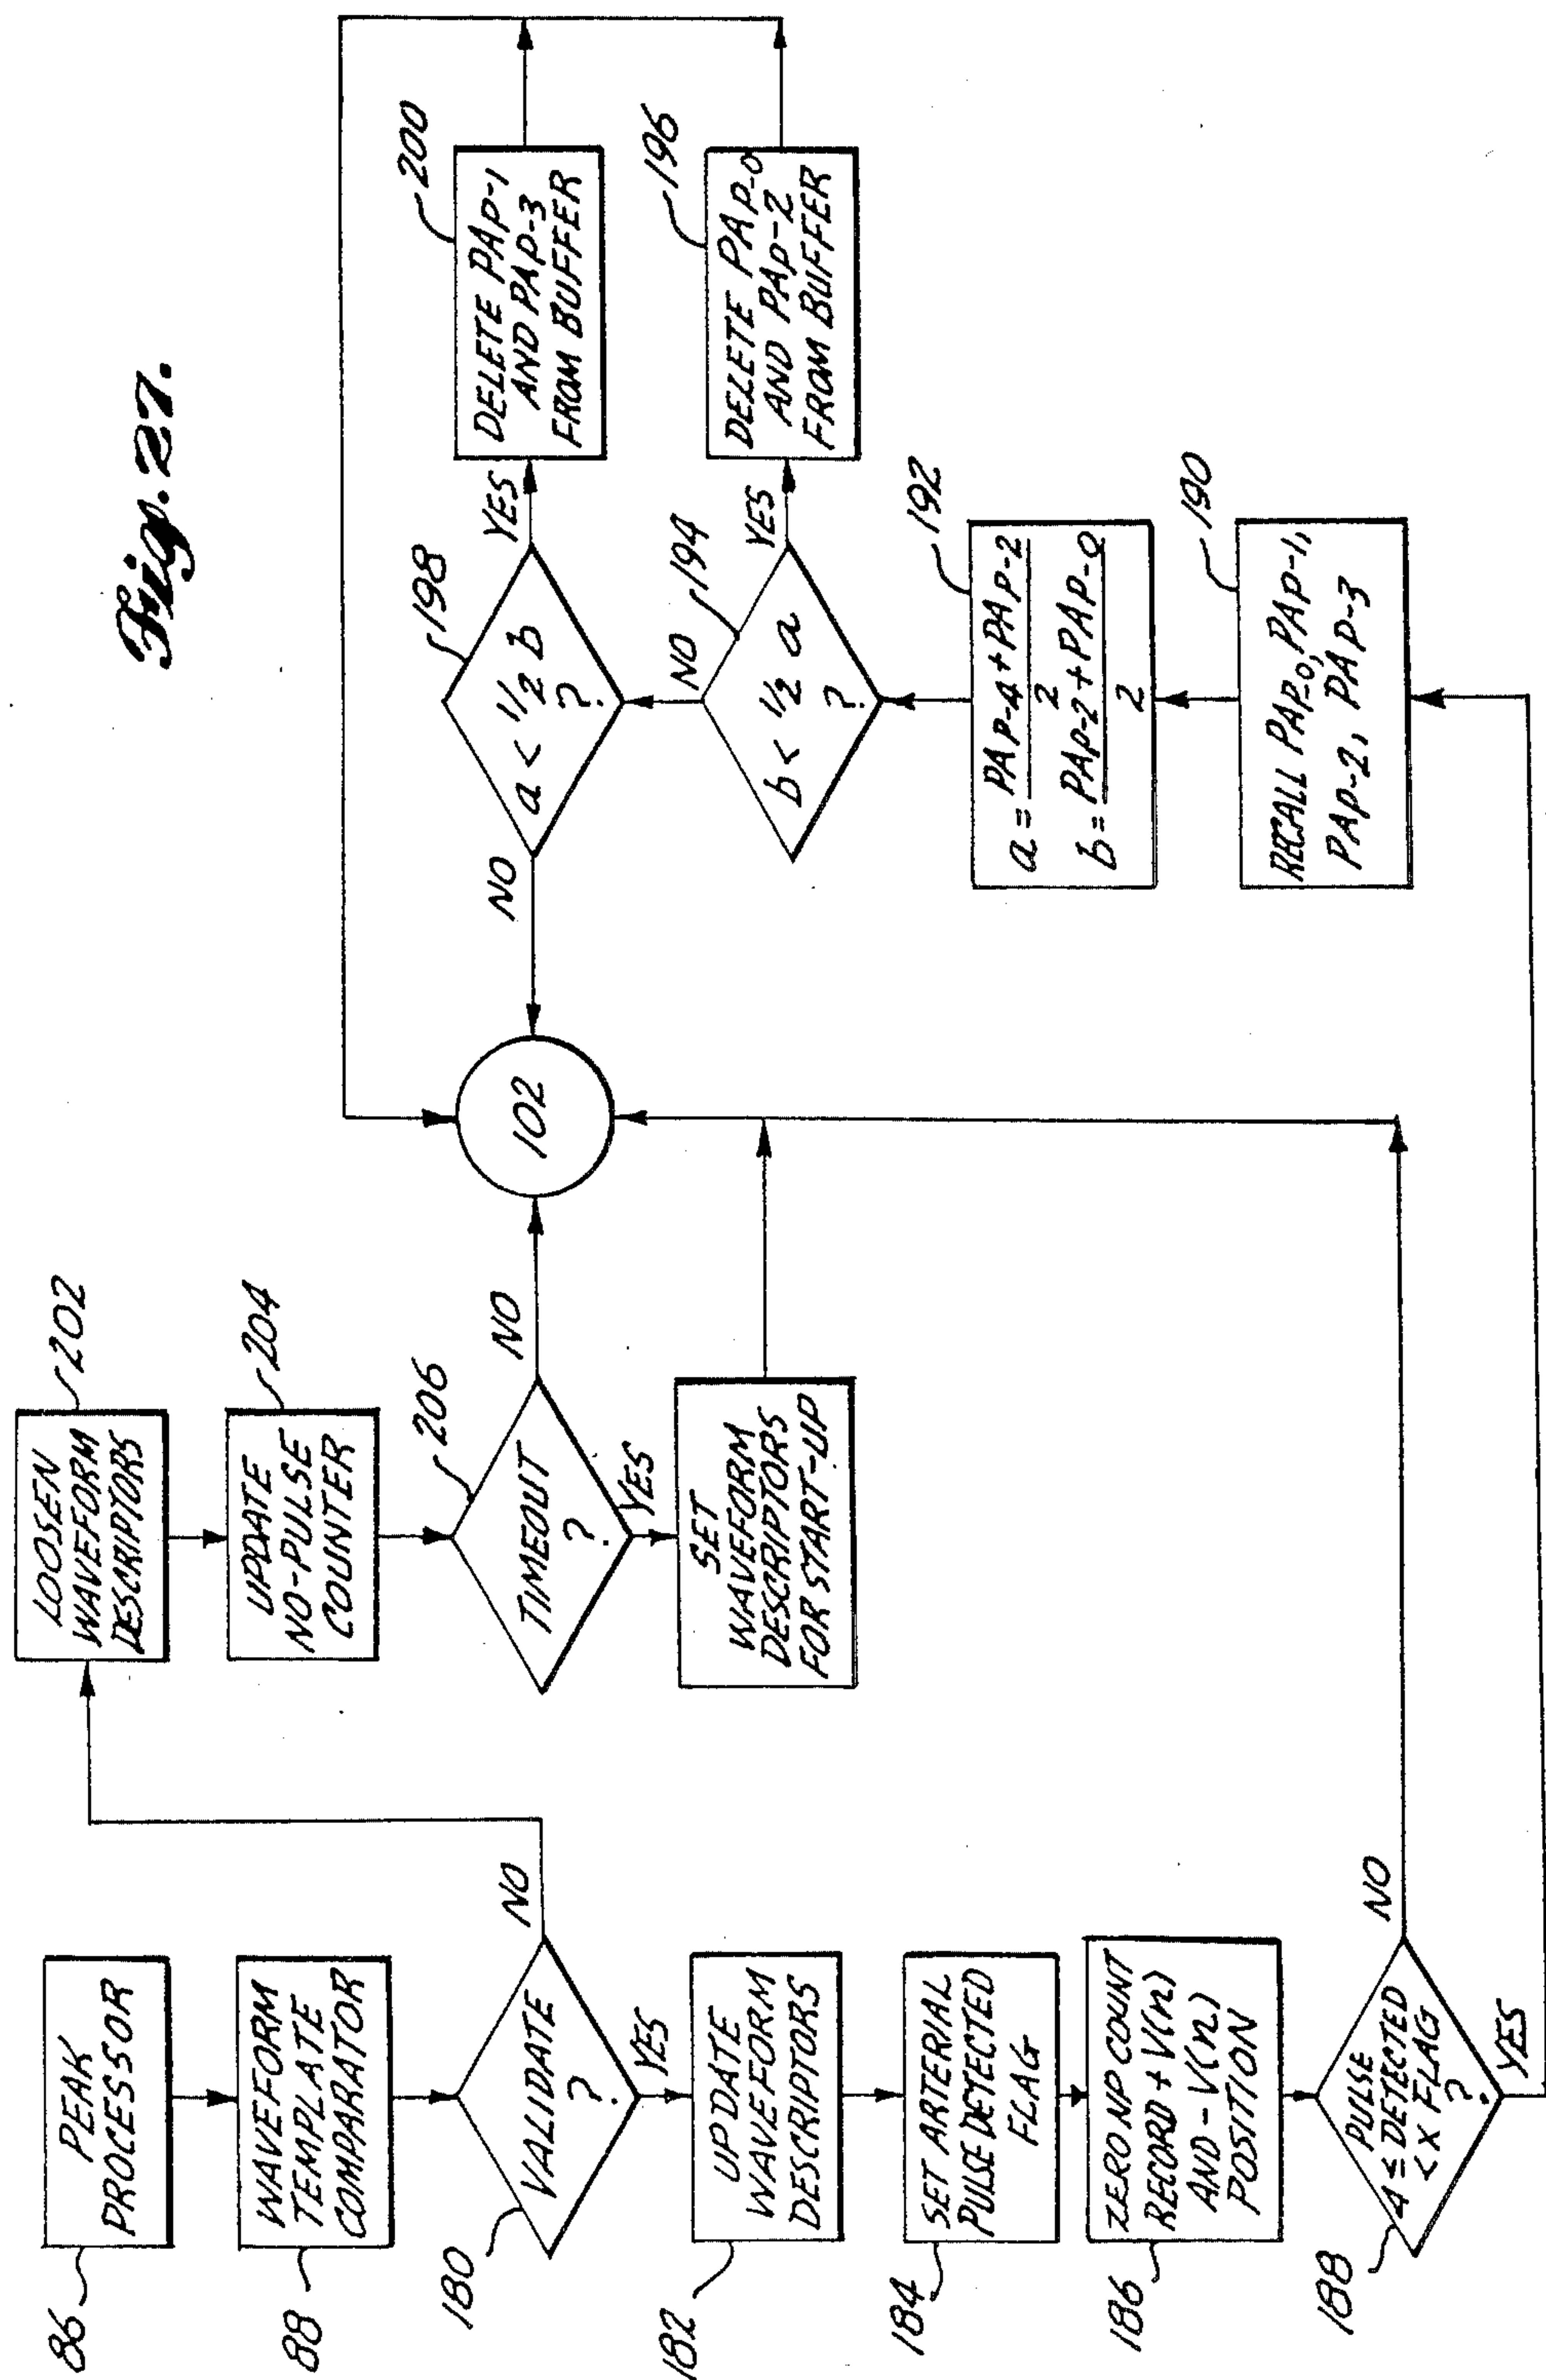 Fig. 27.
86
PEAK
PROCESSOR
88
WAVEFORM
TEMPLATE
COMPARATOR
180
VALIDATE
?
NO
YES
182
UPDATE
WAVEFORM
DESCRIPTORS
184
SET ARTERIAL
PULSE DETECTED
FLAG
186
ZERO NP COUNT
RECORD + V(n)
AND - V(n)
POSITION
188
PULSE
4 ≤ DETECTED
< X FLAG
?
NO
YES
LOOSEN
WAVEFORM
DESCRIPTORS
202
UPDATE
NO-PULSE
COUNTER
204
TIMEOUT
?
206
NO
YES
SET
WAVEFORM
DESCRIPTORS
FOR START-UP
102
NO
a < 1/2 b
?
198
YES
DELETE PAP-1
AND PAP-3
FROM BUFFER
200
NO
b < 1/2 a
?
194
YES
DELETE PAP-0
AND PAP-2
FROM BUFFER
196
a = PAP-4 + PAP-2
2
b = PAP-2 + PAP-0
2
192
RECALL PAP-0, PAP-1,
PAP-2, PAP-3
190